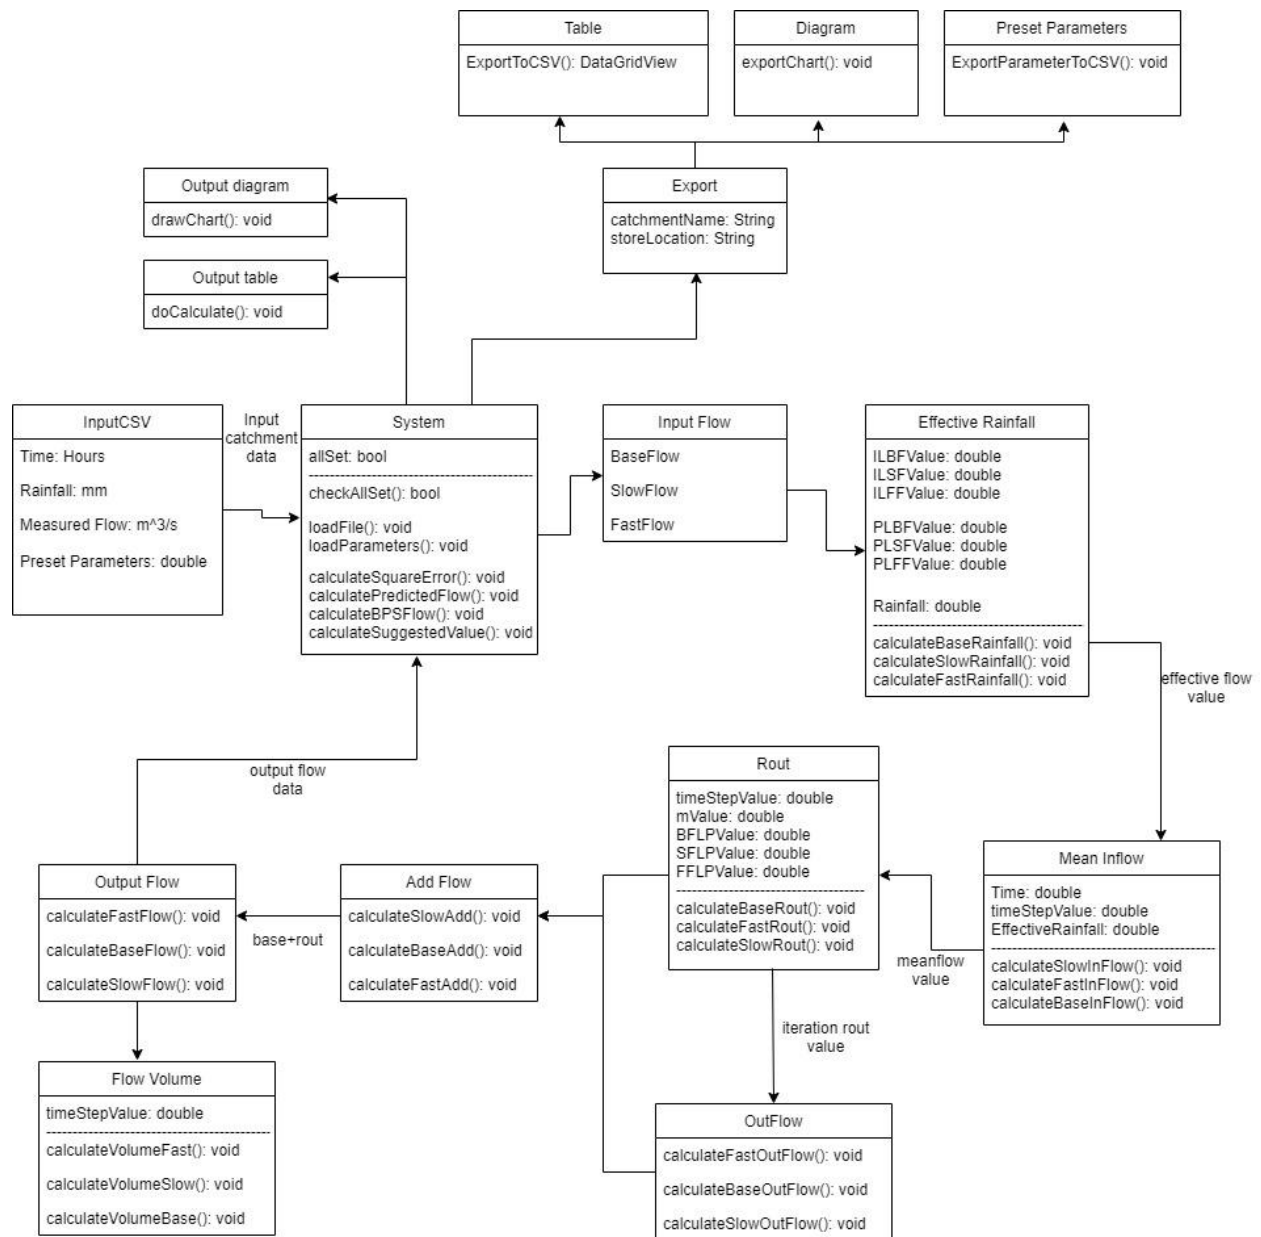 Table
ExportToCSV(): DataGridView
Diagram
exportChart(): void
Preset Parameters
ExportParameterToCSV(): void
Output diagram
drawChart(): void
Export
catchmentName: String
storeLocation: String
Output table
doCalculate(): void
InputCSV
Time: Hours
Rainfall: mm
Measured Flow: m^3/s
Preset Parameters: double
Input
catchment
data
System
allSet: bool
checkAllSet(): bool
loadFile(): void
loadParameters(): void
calculateSquareError(): void
calculatePredictedFlow(): void
calculateBPSFlow(): void
calculateSuggestedValue(): void
Input Flow
BaseFlow
SlowFlow
FastFlow
Effective Rainfall
ILBFValue: double
ILSFValue: double
ILFFValue: double
PLBFValue: double
PLSFValue: double
PLFFValue: double
Rainfall: double
calculateBaseRainfall(): void
calculateSlowRainfall(): void
calculateFastRainfall(): void
effective flow
value
output flow
data
Rout
timeStepValue: double
mValue: double
BFLPValue: double
SFLPValue: double
FFLPValue: double
calculateBaseRout(): void
calculateFastRout(): void
calculateSlowRout(): void
Mean Inflow
Time: double
timeStepValue: double
EffectiveRainfall: double
calculateSlowInFlow(): void
calculateFastInFlow(): void
calculateBaseInFlow(): void
meanflow
value
Output Flow
calculateFastFlow(): void
calculateBaseFlow(): void
calculateSlowFlow(): void
base+rout
Add Flow
calculateSlowAdd(): void
calculateBaseAdd(): void
calculateFastAdd(): void
iteration rout
value
Flow Volume
timeStepValue: double
calculateVolumeFast(): void
calculateVolumeSlow(): void
calculateVolumeBase(): void
OutFlow
calculateFastOutFlow(): void
calculateBaseOutFlow(): void
calculateSlowOutFlow(): void